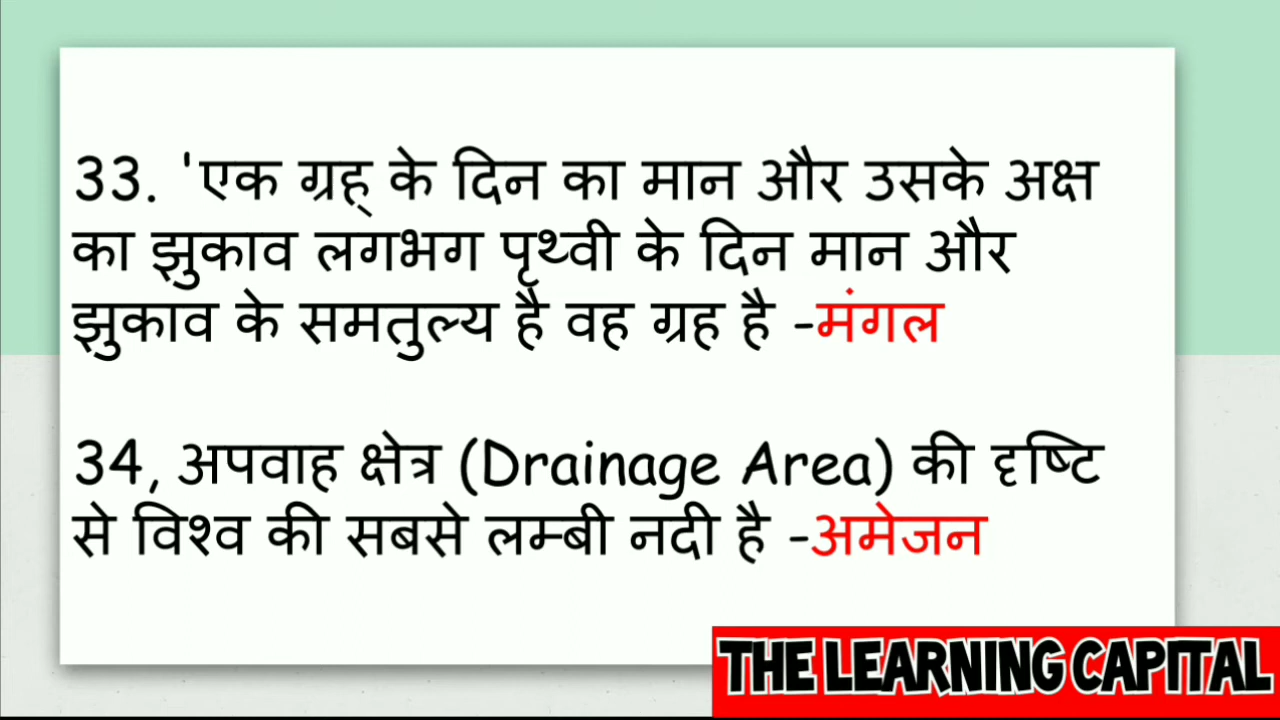 33. 'एक ग्रह् के दिन का मान और उसके अक्ष
का झुकाव लगभग पृथ्वी के दिन मान और
झुकाव के समतुल्य है वह ग्रह है -मंगल
34, अपवाह क्षेत्र (Drainage Area) की दृष्टि
से विश्व की सबसे लम्बी नदी है -अमेजन
THE LEARNING CAPITAL